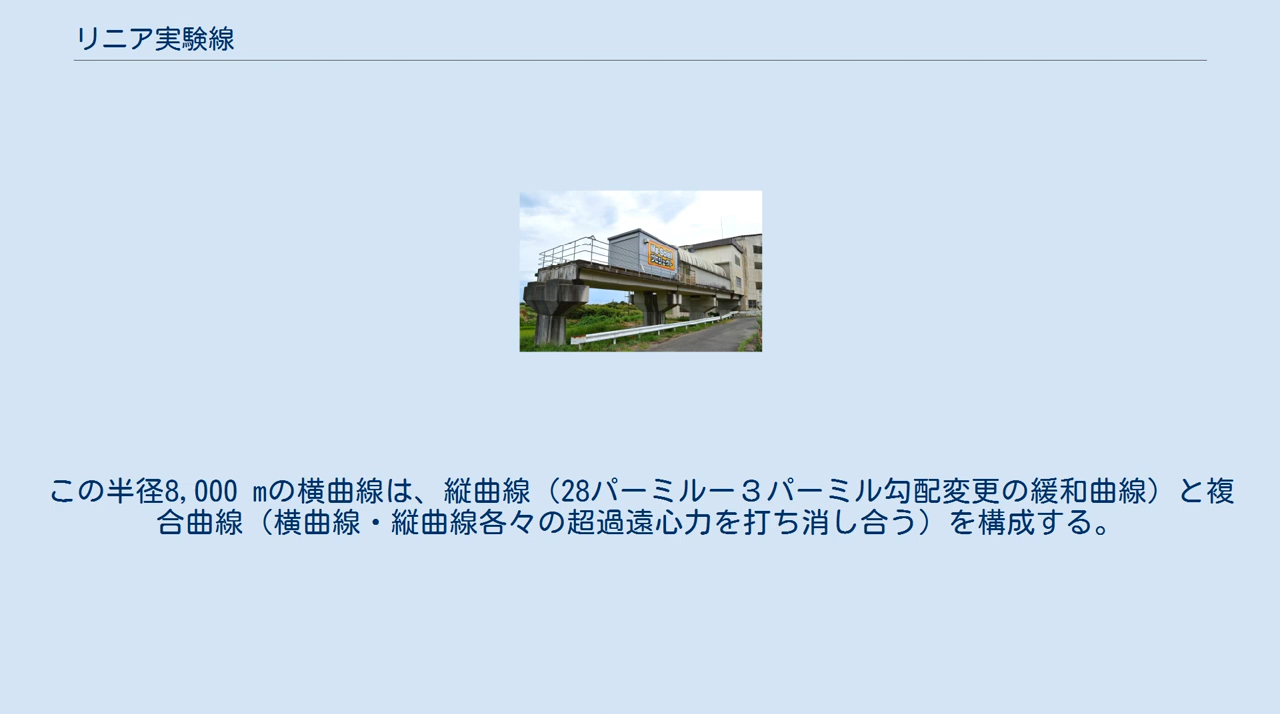 リニア実験線
この半径8,000 mの横曲線は、縦曲線（28パーミルー３パーミル勾配変更の緩和曲線）と複
合曲線（横曲線・縦曲線各々の超過遠心力を打ち消し合う）を構成する。